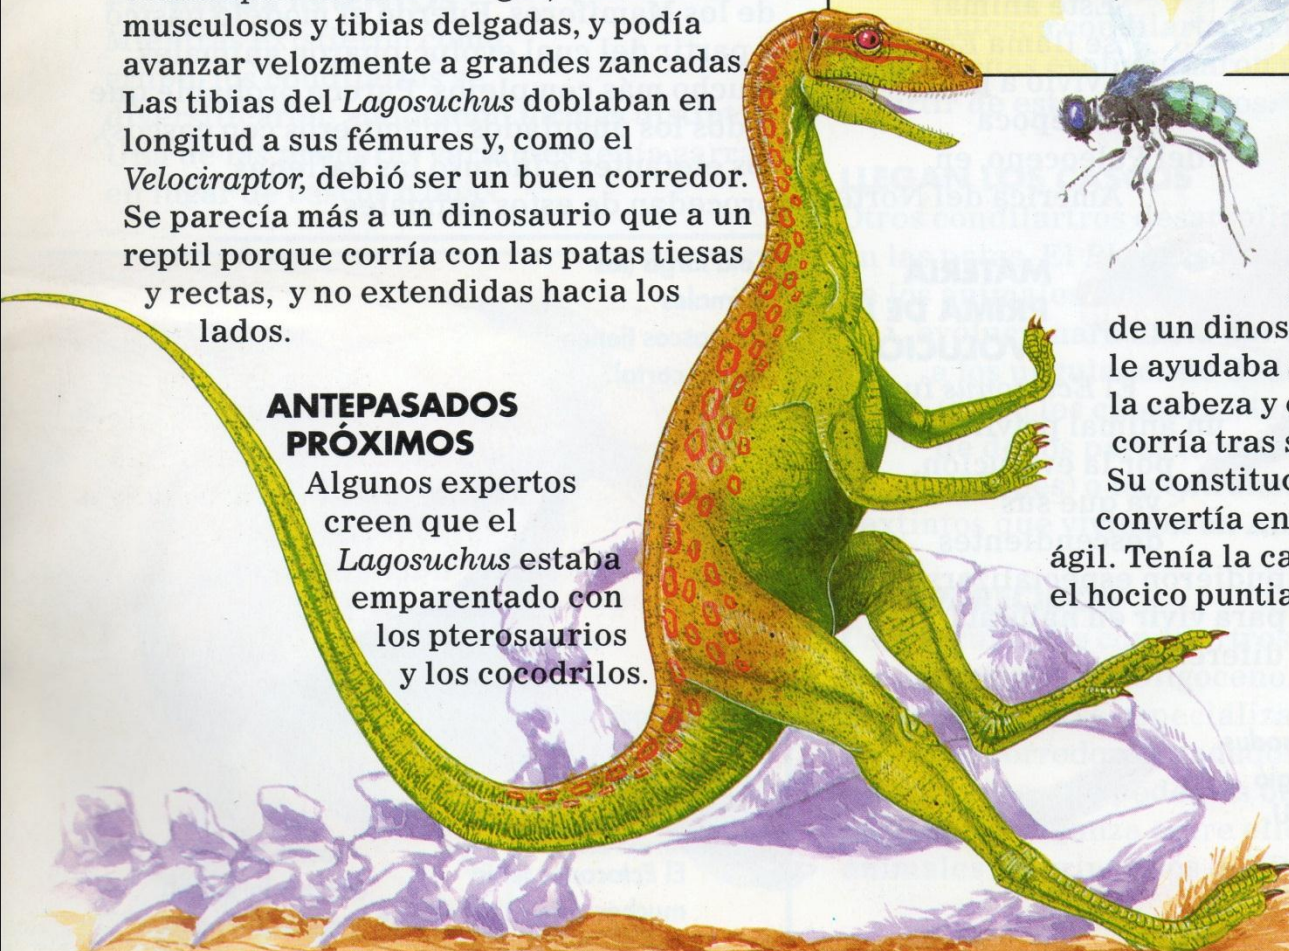 musculosos y tibias delgadas, y podía
avanzar velozmente a grandes zancadas.
Las tibias del Lagosuchus doblaban en
longitud a sus fémures y, como el
Velociraptor, debió ser un buen corredor.
Se parecía más a un dinosaurio que a un
reptil porque corría con las patas tiesas
y rectas, y no extendidas hacia los
lados.
ANTEPASADOS
PRÓXIMOS
Algunos expertos
creen que el
Lagosuchus estaba
emparentado con
los pterosaurios
y los cocodrilos.
de un dinos
le ayudaba
la cabeza y
corría tras s
Su constituc
convertía en
ágil. Tenía la ca
el hocico puntia